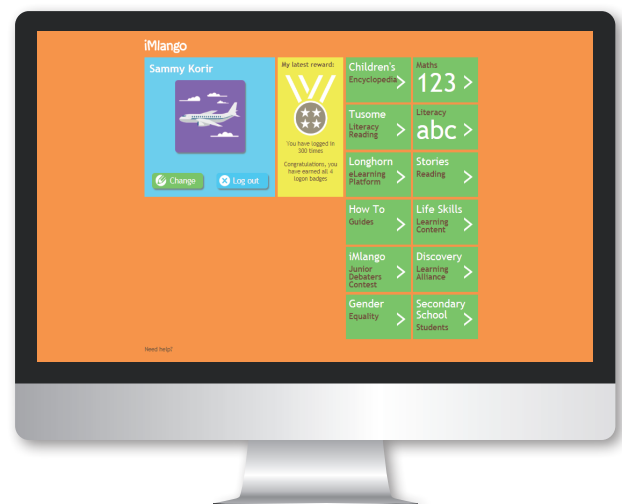 iMlango
Sammy Korir
Change
Log out
My latest reward:
You have logged in
300 times
Congratulations, you
have earned all 4
logon badges
Children's
Encyclopedia
Maths
123
Tusome
Literacy
Reading
Literacy
abc
Longhorn
eLearning
Platform
Stories
Reading
How To
Guides
Life Skills
Learning
Content
iMlango
Junior
Debaters
Contest
Discovery
Learning
Alliance
Gender
Equality
Secondary
School
Students
Need help?